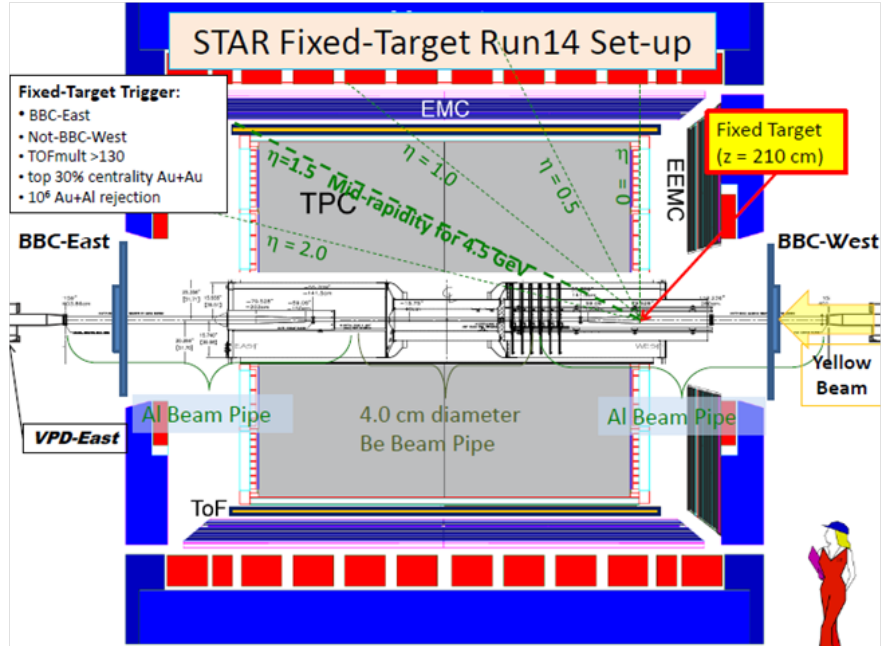 STAR Fixed-Target Run14 Set-up
Fixed-Target Trigger:
• BBC-East
• Not-BBC-West
• TOFmult >130
• top 30% centrality Au+Au
• 10⁶ Au+Al rejection
EMC
Fixed Target
(z = 210 cm)
η=1.5 Mid-rapidity for 4.5 GeV
η = 1.0
η = 0.5
η = 0
EEMC
TPC
η = 2.0
BBC-East
BBC-West
EAST
WEST
Yellow
Beam
Al Beam Pipe
4.0 cm diameter
Be Beam Pipe
Al Beam Pipe
VPD-East
ToF